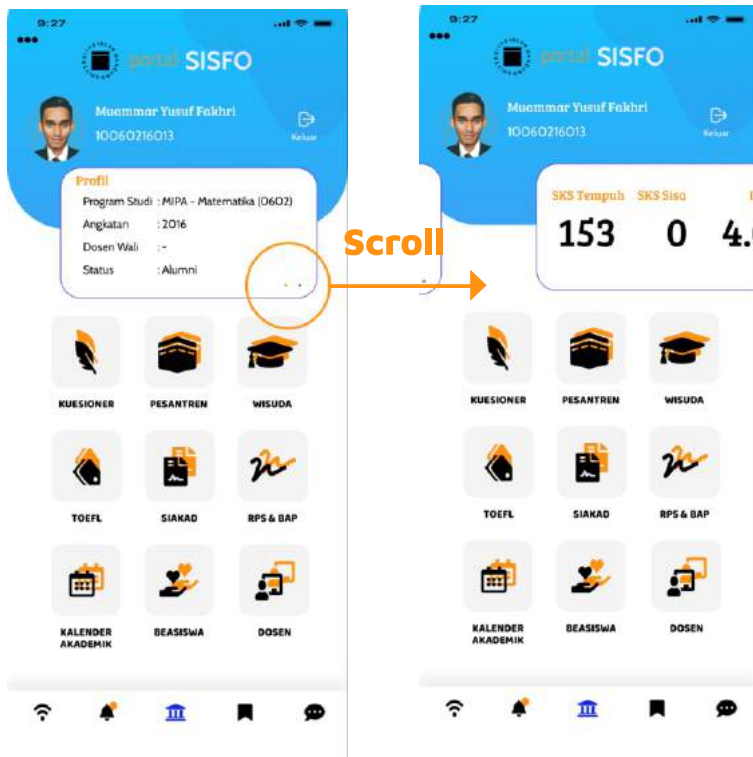 9:27
portal SISFO
Muammar Yusuf Fakhri
10060216013
Keluar
Profil
Program Studi : MIPA - Matematika (0602)
Angkatan : 2016
Dosen Wali : -
Status : Alumni
KUESIONER PESANTREN WISUDA
TOEFL SIAKAD RPS & BAP
KALENDER AKADEMIK BEASISWA DOSEN
Scroll
9:27
portal SISFO
Muammar Yusuf Fakhri
10060216013
Keluar
SKS Tempuh SKS Sisa
153 0 4.
KUESIONER PESANTREN WISUDA
TOEFL SIAKAD RPS & BAP
KALENDER AKADEMIK BEASISWA DOSEN